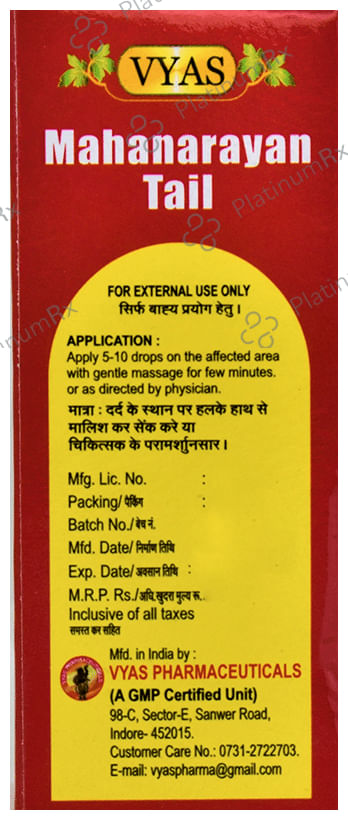 VYAS
Mahanarayan
Tail
FOR EXTERNAL USE ONLY
सिर्फ बाह्य प्रयोग हेतु।
APPLICATION :
Apply 5-10 drops on the affected area
with gentle massage for few minutes.
or as directed by physician.
मात्रा : दर्द के स्थान पर हलके हाथ से
मालिश कर सेंक करे या
चिकित्सक के परामर्शानुसार।
Mfg. Lic. No. :
Packing/ पैकिंग :
Batch No./ बेच नं.
Mfd. Date/ निर्माण तिथि
Exp. Date/ अवसान तिथि :
M.R.P. Rs./अधि.खुदरा मुल्य रू..
Inclusive of all taxes
समस्त कर सहित
Mfd. in India by :
VYAS PHARMACEUTICALS
(A GMP Certified Unit)
98-C, Sector-E, Sanwer Road,
Indore- 452015.
Customer Care No.: 0731-2722703.
E-mail: vyaspharma@gmail.com
PlatinumRx
PlatinumRx
PlatinumRx